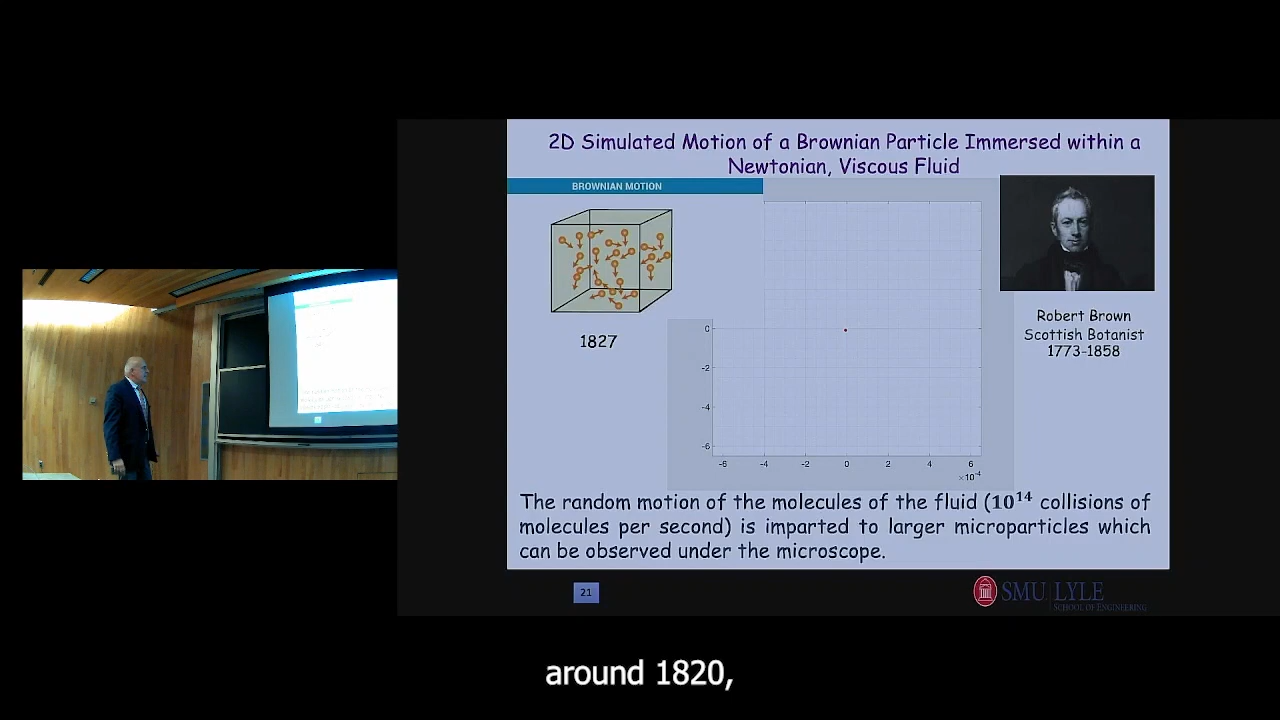 2D Simulated Motion of a Brownian Particle Immersed within a
Newtonian, Viscous Fluid
BROWNIAN MOTION
1827
Robert Brown
Scottish Botanist
1773-1858
0
-2
-4
-6
-6 -4 -2 0 2 4 6
×10⁻⁴
The random motion of the molecules of the fluid (10¹⁴ collisions of
molecules per second) is imparted to larger microparticles which
can be observed under the microscope.
21
SMU LYLE
SCHOOL OF ENGINEERING
around 1820,